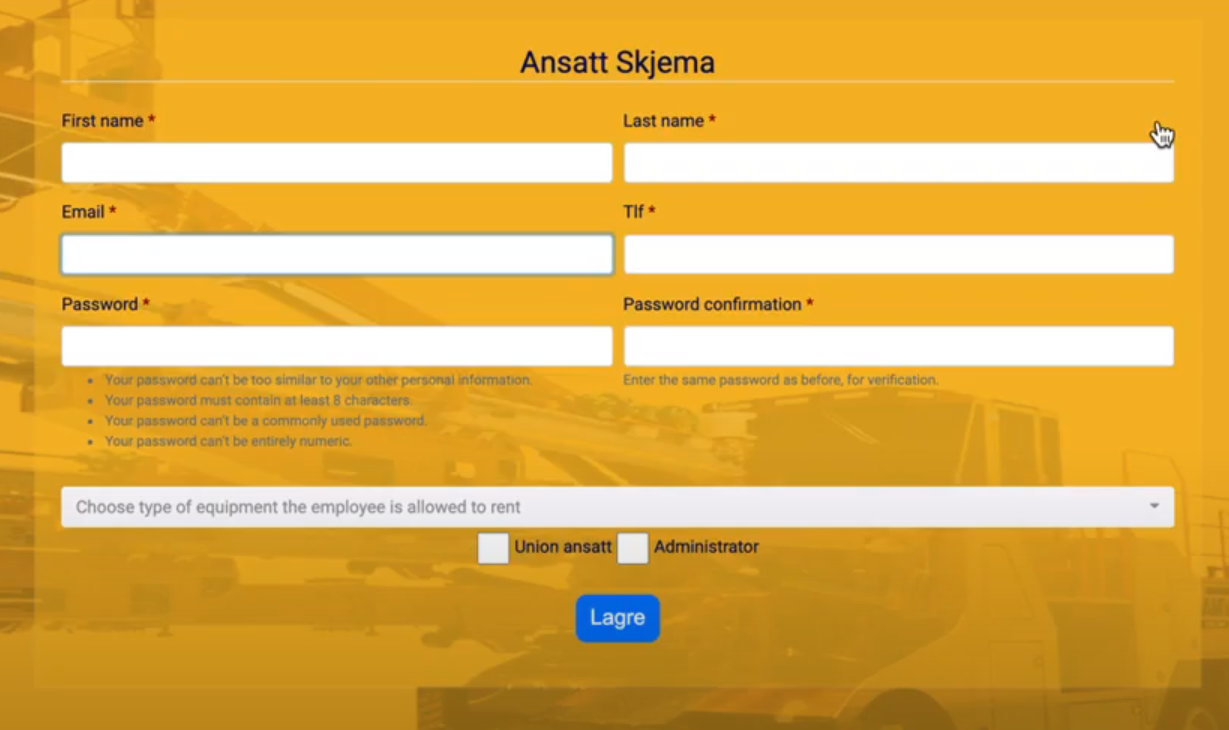 Ansatt Skjema
First name * Last name *
Email * Tlf *
Password * Password confirmation *
Your password can't be too similar to your other personal information. Enter the same password as before, for verification.
Your password must contain at least 8 characters.
Your password can't be a commonly used password.
Your password can't be entirely numeric.
Choose type of equipment the employee is allowed to rent
Union ansatt Administrator
Lagre